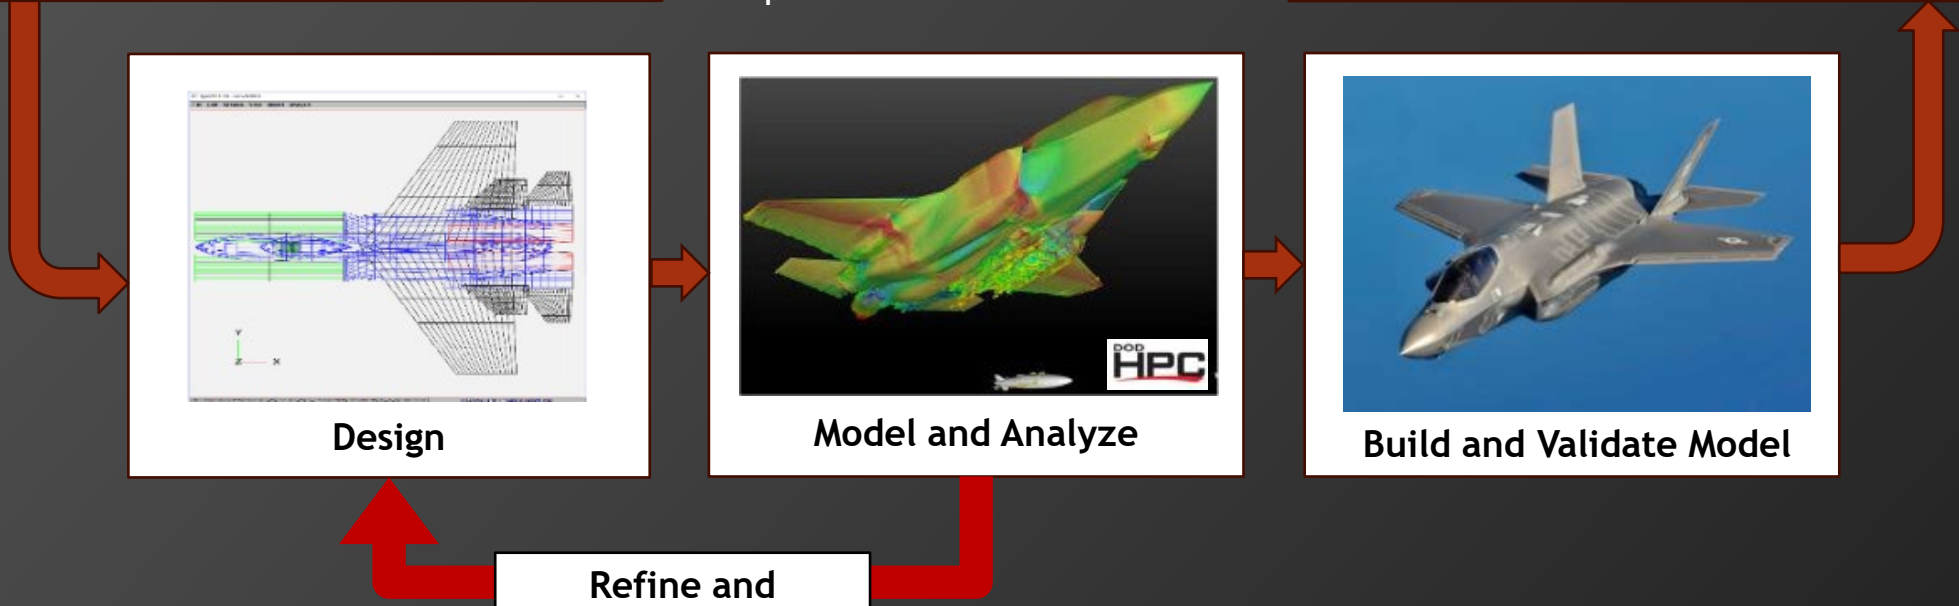 Design
Y
Z X
DOD
HPC
Model and Analyze
Build and Validate Model
Refine and